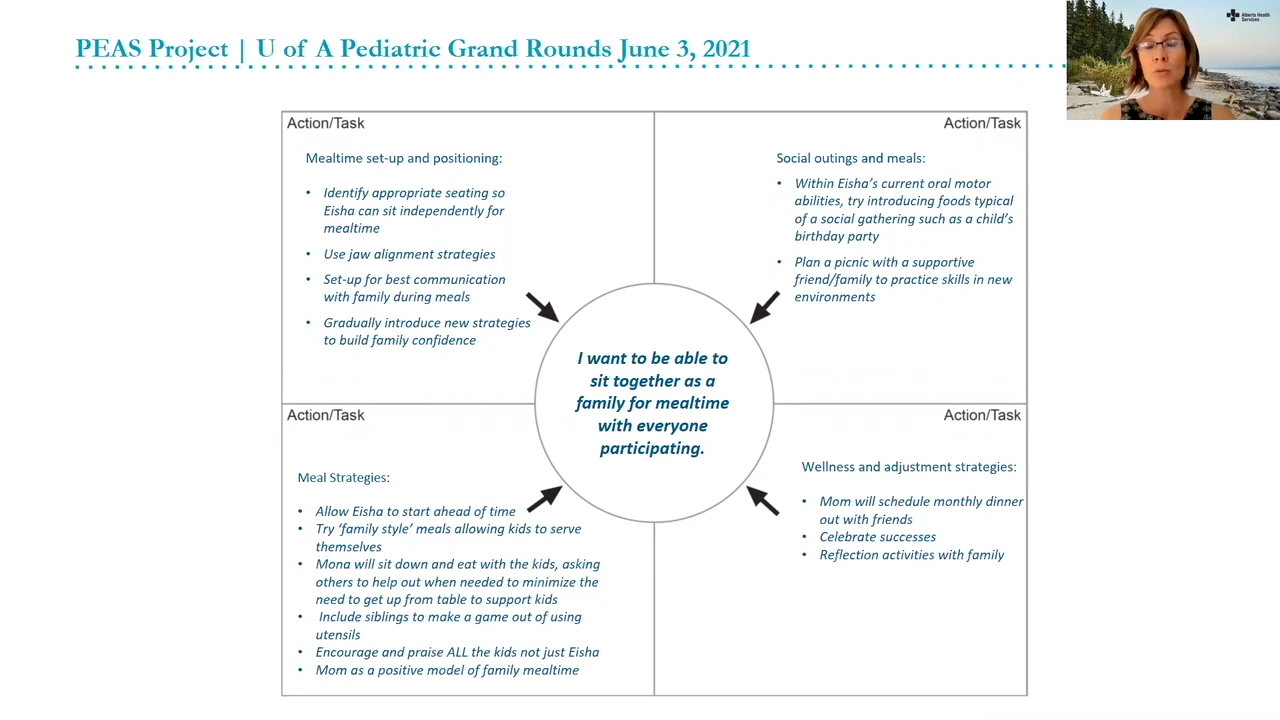 PEAS Project | U of A Pediatric Grand Rounds June 3, 2021
Alberta Health
Services
Action/Task
Mealtime set-up and positioning:
• Identify appropriate seating so
Eisha can sit independently for
mealtime
• Use jaw alignment strategies
• Set-up for best communication
with family during meals
• Gradually introduce new strategies
to build family confidence
Action/Task
Social outings and meals:
• Within Eisha's current oral motor
abilities, try introducing foods typical
of a social gathering such as a child's
birthday party
• Plan a picnic with a supportive
friend/family to practice skills in new
environments
I want to be able to
sit together as a
family for mealtime
with everyone
participating.
Action/Task
Meal Strategies:
• Allow Eisha to start ahead of time
• Try 'family style' meals allowing kids to serve
themselves
• Mona will sit down and eat with the kids, asking
others to help out when needed to minimize the
need to get up from table to support kids
• Include siblings to make a game out of using
utensils
• Encourage and praise ALL the kids not just Eisha
• Mom as a positive model of family mealtime
Action/Task
Wellness and adjustment strategies:
• Mom will schedule monthly dinner
out with friends
• Celebrate successes
• Reflection activities with family